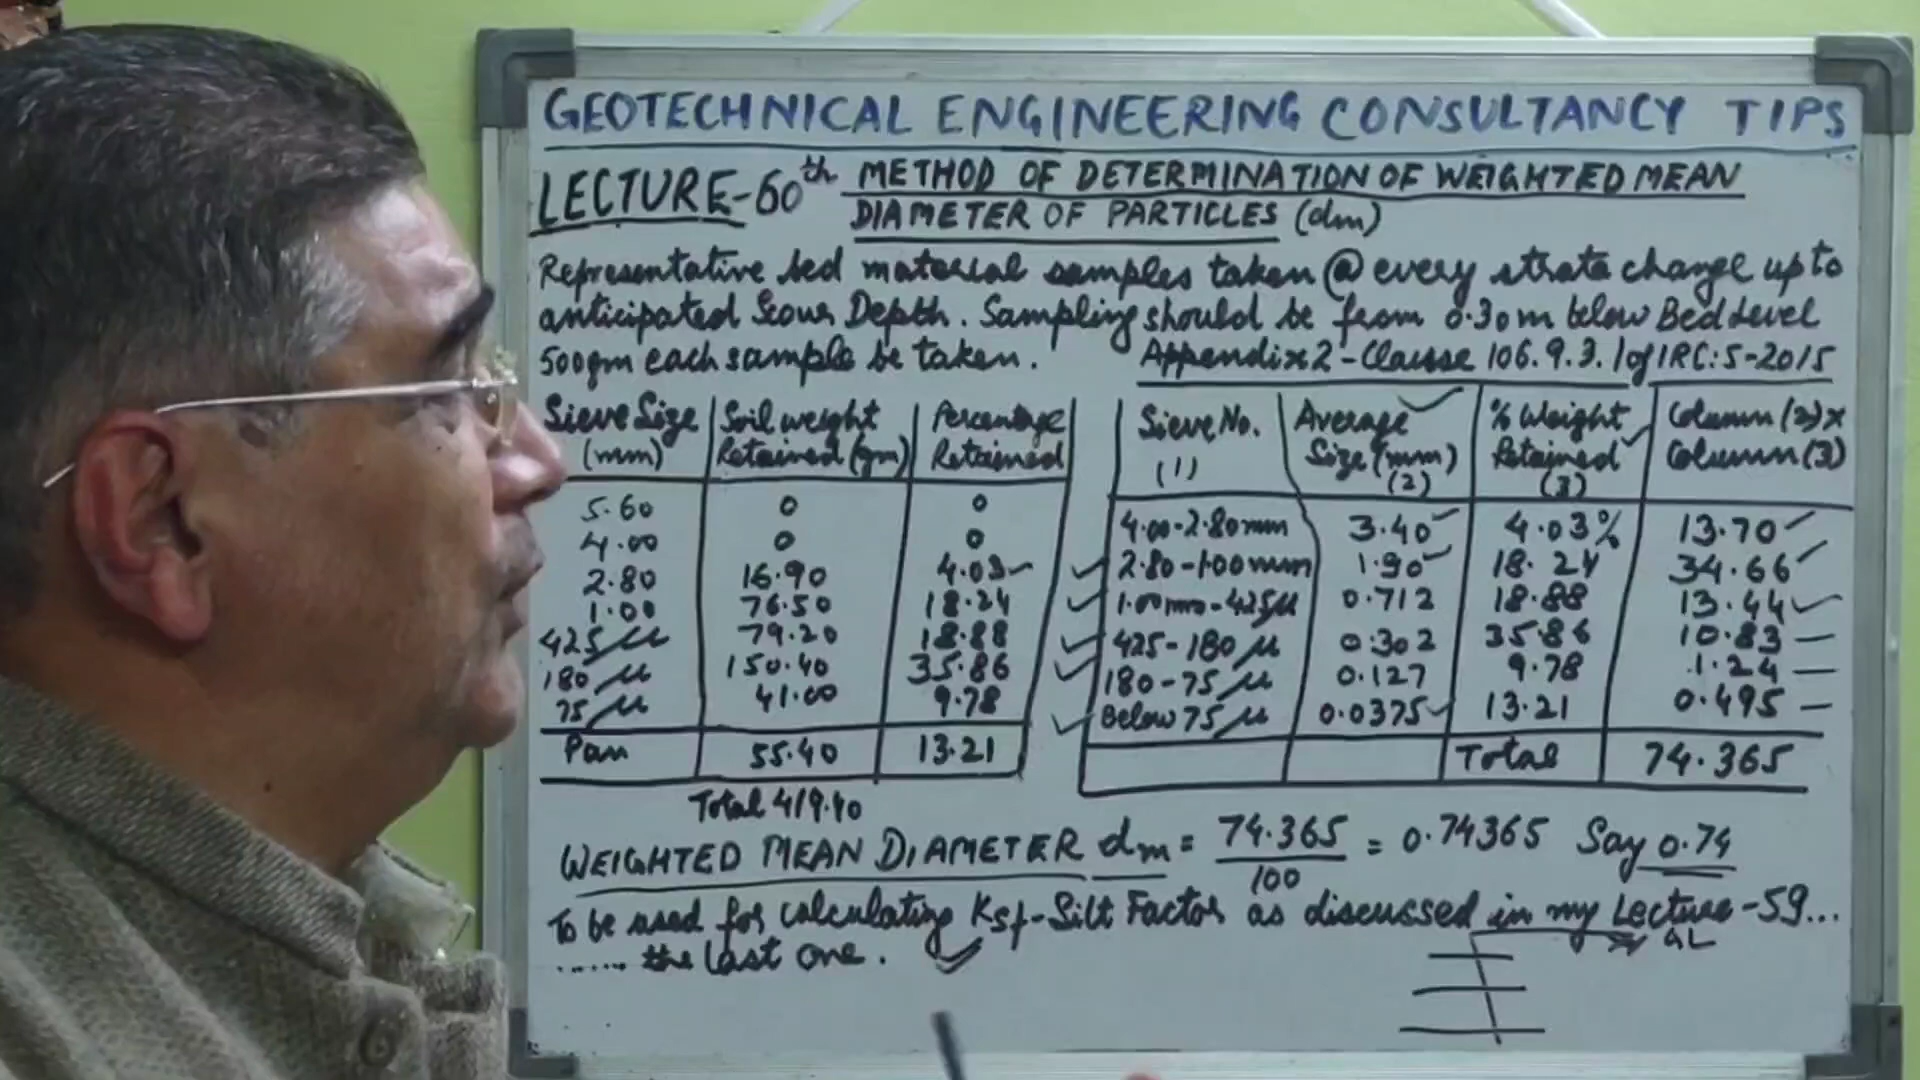 GEOTECHNICAL ENGINEERING CONSULTANCY TIPS
LECTURE-60th METHOD OF DETERMINATION OF WEIGHTED MEAN
DIAMETER OF PARTICLES (dm)
Representative bed material samples taken @ every strata change up to
anticipated Scour Depth. Sampling should be from 0.30m below Bed Level
500gm each sample be taken. Appendix 2 - Clause 106.9.3.1 of IRC:5-2015
Sieve Size (mm) | Soil weight Retained (gm) | Percentage Retained
5.60 | 0 | 0
4.00 | 0 | 0
2.80 | 16.90 | 4.03
1.00 | 76.50 | 18.24
425 μ | 79.20 | 18.88
180 μ | 150.40 | 35.86
75 μ | 41.00 | 9.78
Pan | 55.40 | 13.21
Total 419.40
Sieve No. (1) | Average Size (mm) (2) | % Weight Retained (3) | Column (2) x Column (3)
4.00-2.80mm | 3.40 | 4.03% | 13.70
2.80-1.00mm | 1.90 | 18.24 | 34.66
1.00mm-425μ | 0.712 | 18.88 | 13.44
425-180 μ | 0.302 | 35.86 | 10.83
180-75 μ | 0.127 | 9.78 | 1.24
Below 75 μ | 0.0375 | 13.21 | 0.495
Total | 74.365
WEIGHTED MEAN DIAMETER dm = 74.365/100 = 0.74365 Say 0.74
To be used for calculating Ksf-Silt Factor as discussed in my Lecture-59...
...... the last one.